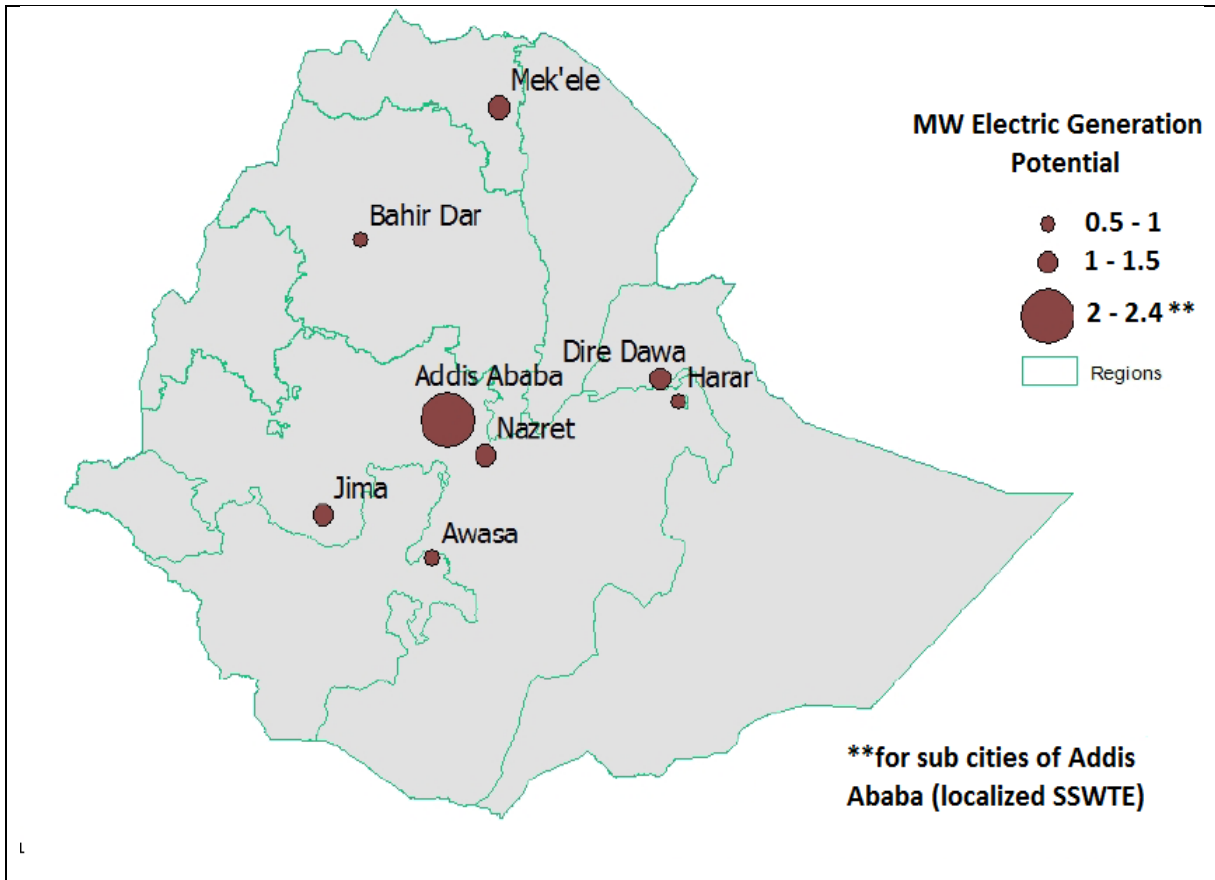 Mek'ele
MW Electric Generation
Potential
Bahir Dar
0.5 - 1
1 - 1.5
2 - 2.4 **
Dire Dawa
Addis Ababa
Harar
Regions
Nazret
Jima
Awasa
**for sub cities of Addis
Ababa (localized SSWTE)
L